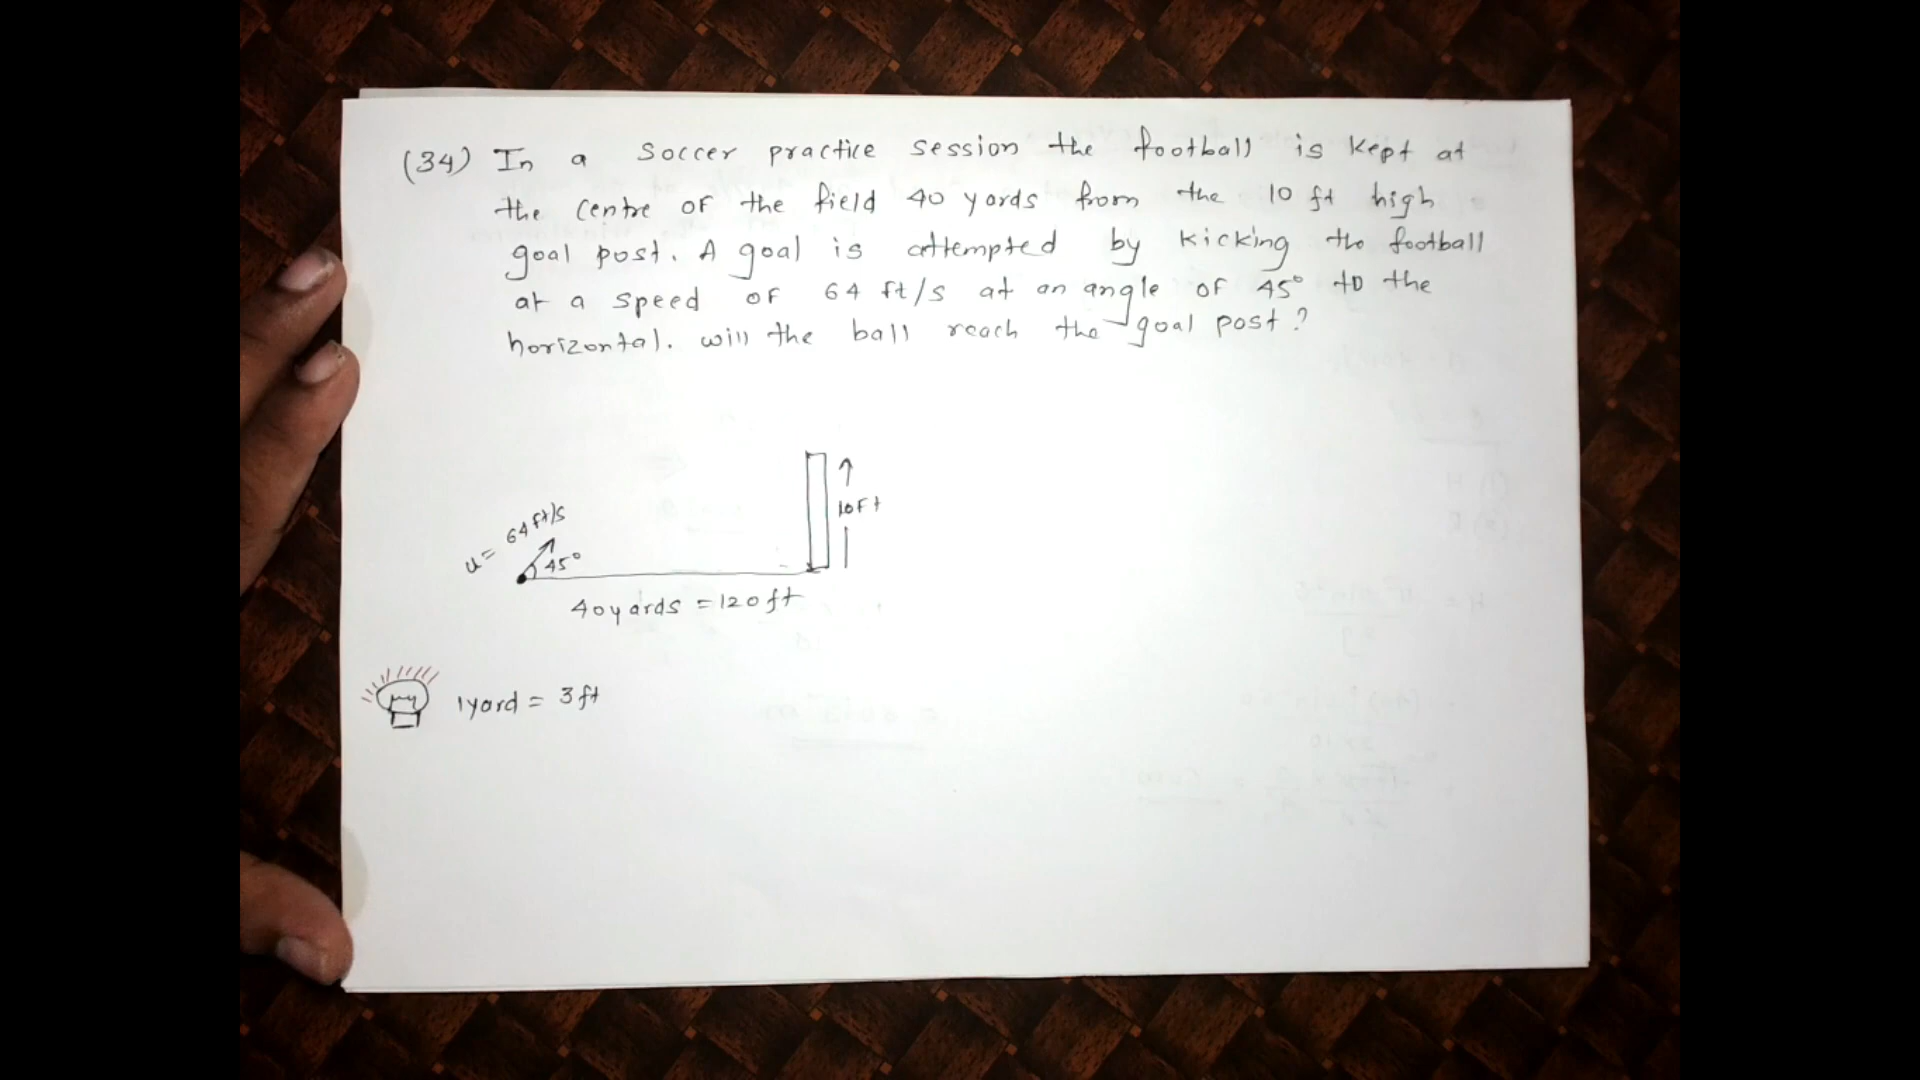 (34) In a soccer practice session the football is kept at
the centre of the field 40 yards from the 10 ft high
goal post. A goal is attempted by kicking the football
at a speed of 64 ft/s at an angle of 45° to the
horizontal. will the ball reach the goal post?
u = 64 ft/s
45°
10 Ft
40 yards = 120 ft
1 yard = 3 ft